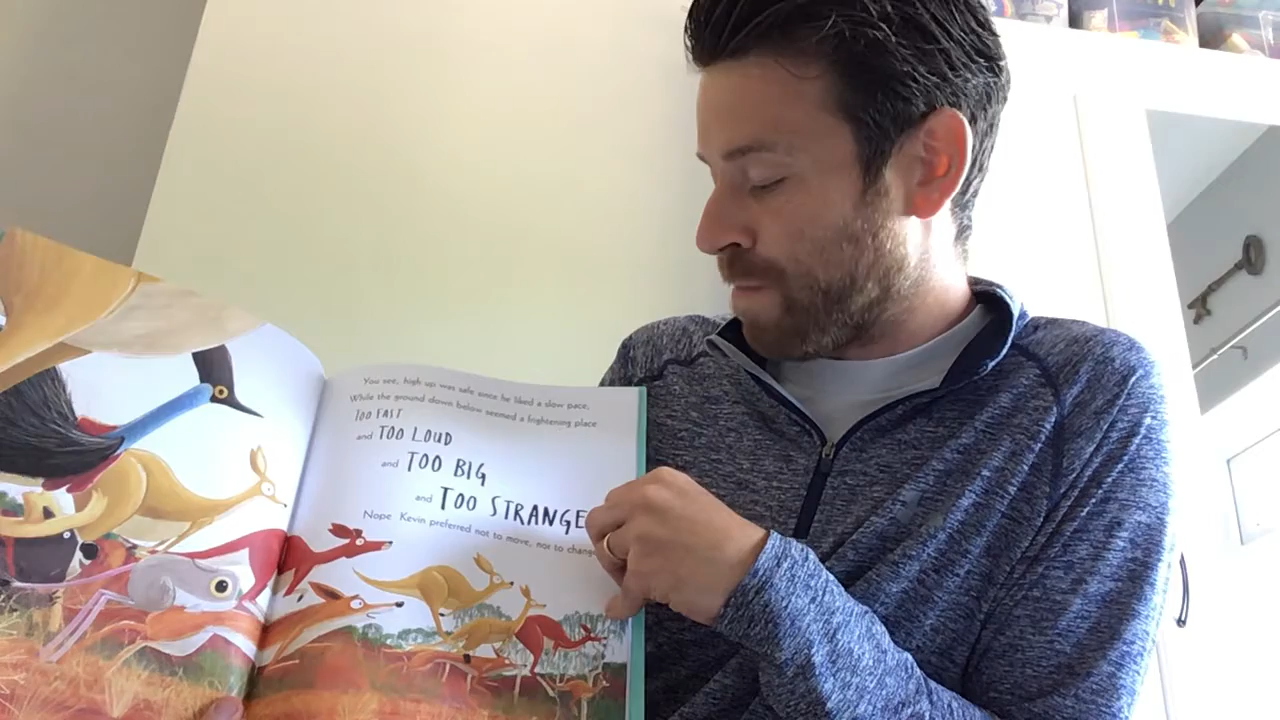 You see, high up was safe since he liked a slow pace,
While the ground down below seemed a frightening place
TOO FAST
and TOO LOUD
and TOO BIG
and TOO STRANGE
Nope Kevin preferred not to move, nor to change